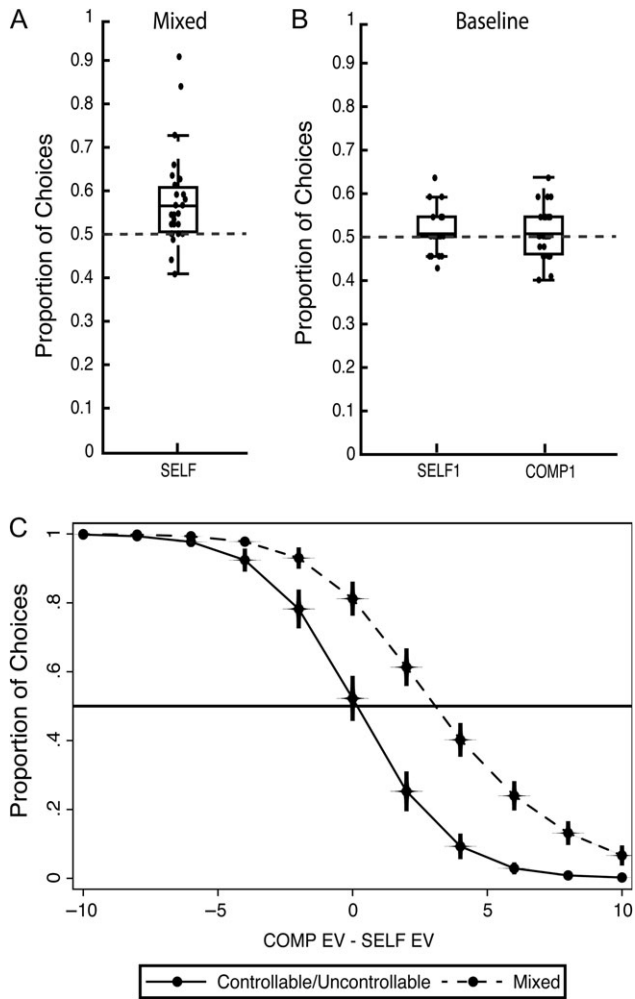 A
Mixed
Proportion of Choices
1
0.9
0.8
0.7
0.6
0.5
0.4
0.3
0.2
0.1
0
SELF
B
Baseline
Proportion of Choices
1
0.9
0.8
0.7
0.6
0.5
0.4
0.3
0.2
0.1
0
SELF1 COMP1
C
Proportion of Choices
1
.8
.6
.4
.2
0
−10 −5 0 5 10
COMP EV - SELF EV
Controllable/Uncontrollable Mixed